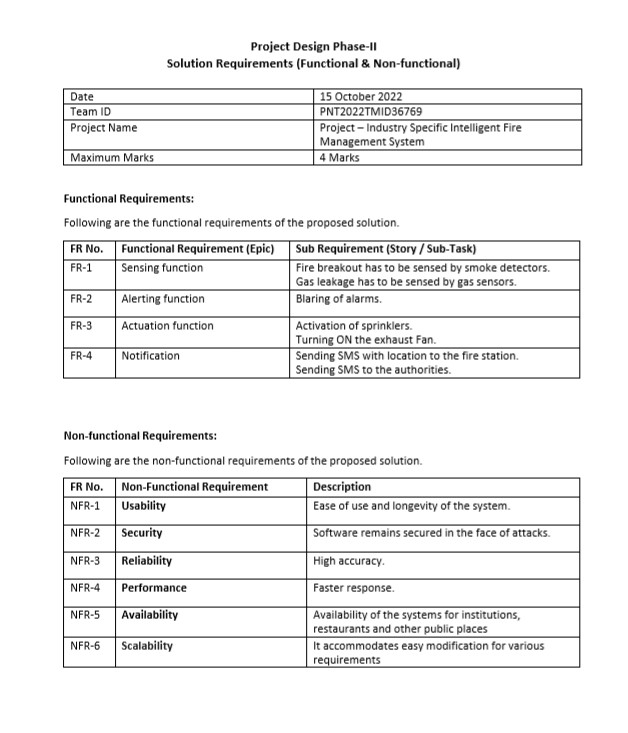 Project Design Phase-II
Solution Requirements (Functional & Non-functional)
Date 15 October 2022
Team ID PNT2022TMID36769
Project Name Project – Industry Specific Intelligent Fire
Management System
Maximum Marks 4 Marks
Functional Requirements:
Following are the functional requirements of the proposed solution.
FR No. Functional Requirement (Epic) Sub Requirement (Story / Sub-Task)
FR-1 Sensing function Fire breakout has to be sensed by smoke detectors.
Gas leakage has to be sensed by gas sensors.
FR-2 Alerting function Blaring of alarms.
FR-3 Actuation function Activation of sprinklers.
Turning ON the exhaust Fan.
FR-4 Notification Sending SMS with location to the fire station.
Sending SMS to the authorities.
Non-functional Requirements:
Following are the non-functional requirements of the proposed solution.
FR No. Non-Functional Requirement Description
NFR-1 Usability Ease of use and longevity of the system.
NFR-2 Security Software remains secured in the face of attacks.
NFR-3 Reliability High accuracy.
NFR-4 Performance Faster response.
NFR-5 Availability Availability of the systems for institutions,
restaurants and other public places
NFR-6 Scalability It accommodates easy modification for various
requirements